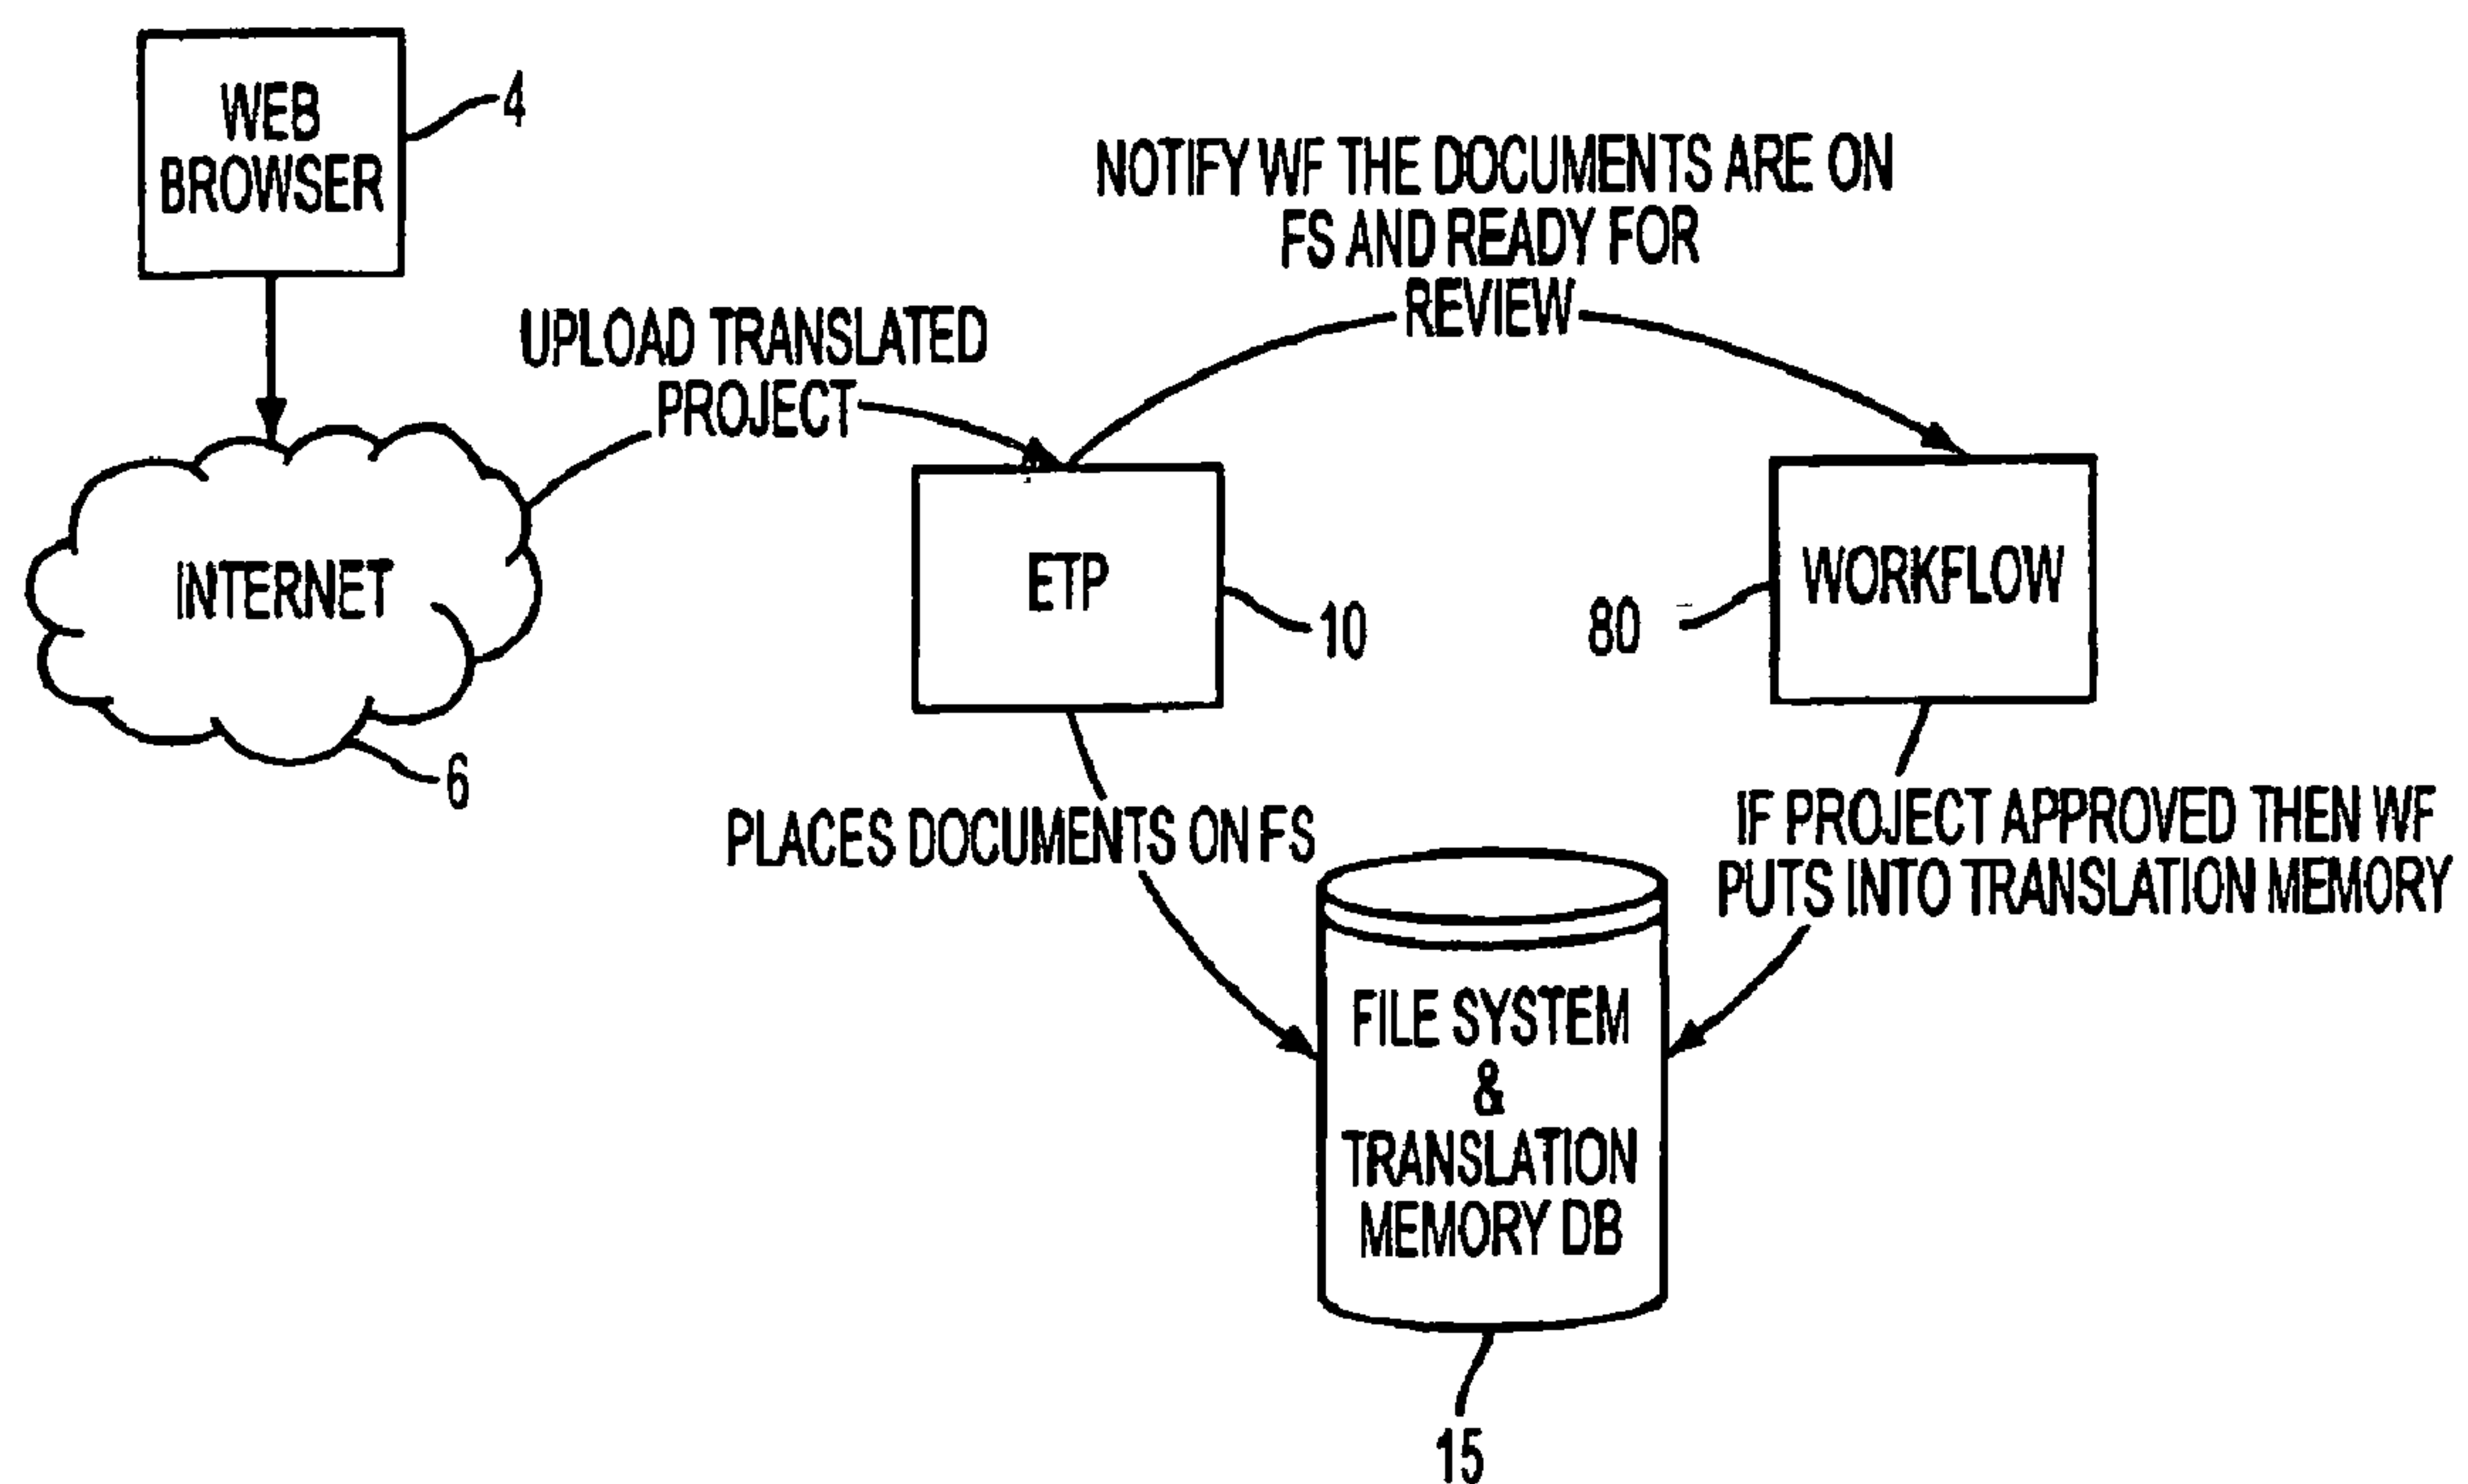 WEB
BROWSER
4
NOTIFY WF THE DOCUMENTS ARE ON
FS AND READY FOR
REVIEW
UPLOAD TRANSLATED
PROJECT
INTERNET
6
ETP
10
WORKFLOW
80
PLACES DOCUMENTS ON FS
IF PROJECT APPROVED THEN WF
PUTS INTO TRANSLATION MEMORY
FILE SYSTEM
&
TRANSLATION
MEMORY DB
15